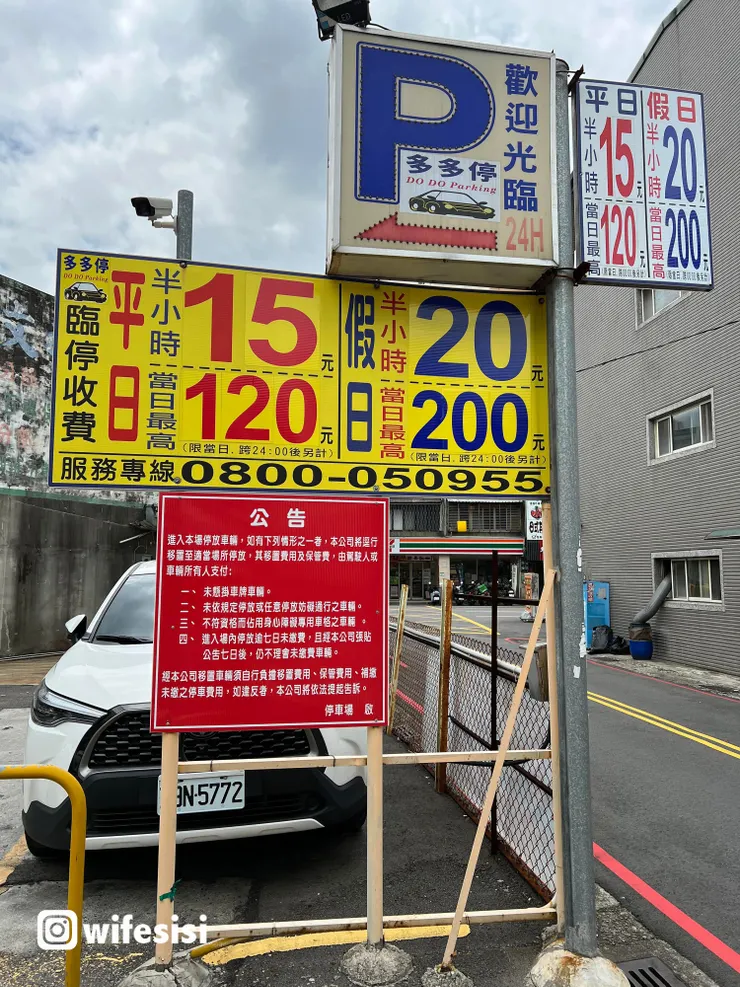 P
歡迎光臨
多多停
DO DO Parking
24H
平日
半小時 15元
當日最高 120元
假日
半小時 20元
當日最高 200元
多多停
DO DO Parking
臨停收費
平日
半小時 15元
當日最高 120元
(限當日.跨24:00後另計)
假日
半小時 20元
當日最高 200元
(限當日.跨24:00後另計)
服務專線:0800-050955
公告
進入本場停放車輛，如有下列情形之一者，本公司將逕行
移置至適當場所停放，其移置費用及保管費，由駕駛人或
車輛所有人支付:
一、未懸掛車牌車輛。
二、未依規定停放或任意停放妨礙通行之車輛。
三、不符資格而佔用身心障礙專用車格之車輛。
四、進入場內停放逾七日未繳費，且經本公司張貼
公告七日後，仍不理會未繳費車輛。
經本公司移置車輛須自行負擔移置費用、保管費用、補繳
未繳之停車費用，如違反者，本公司將依法提起告訴。
停車場 啟
BN-5772
wifesisi